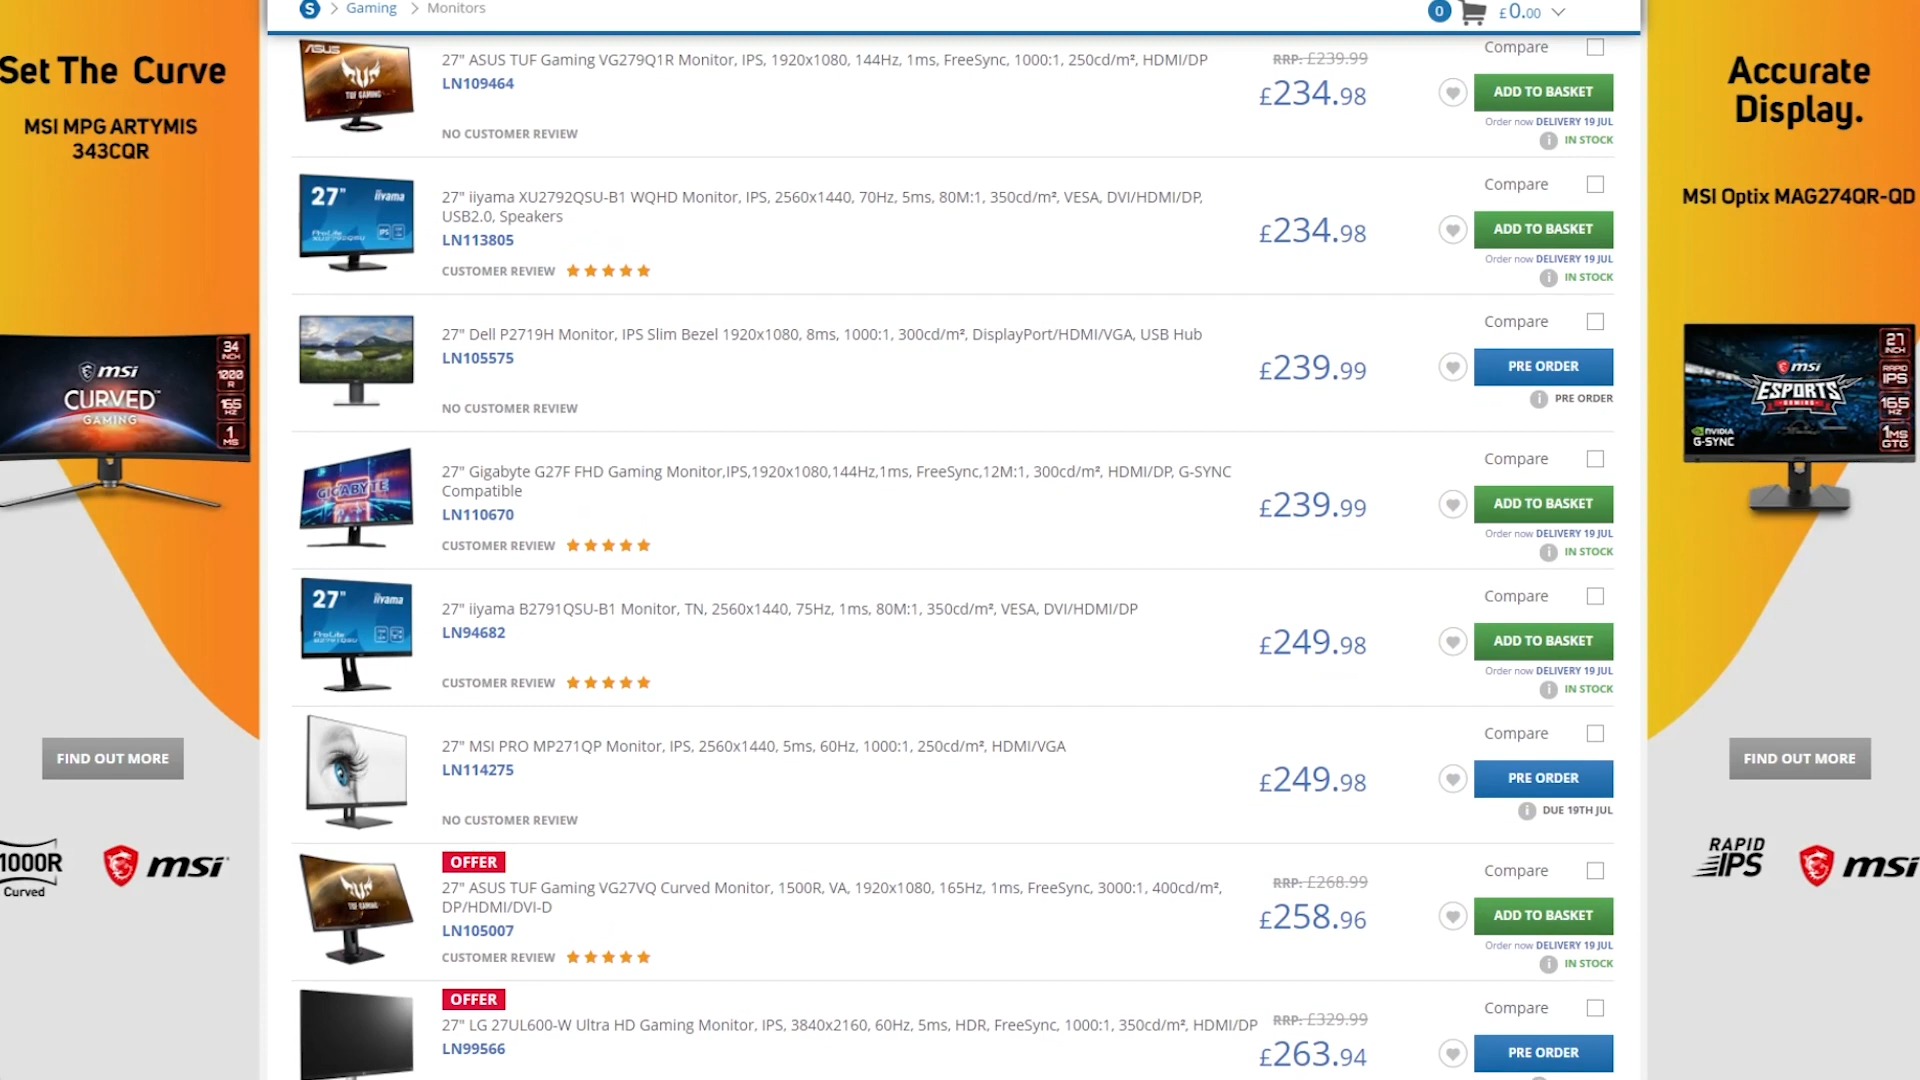 S > Gaming > Monitors
0 £0.00
Set The Curve
MSI MPG ARTYMIS
343CQR
34
INCH
1000
R
165
HZ
1
MS
msi
CURVED™
GAMING
FIND OUT MORE
1000R
Curved
msi
ASUS
TUF GAMING
27" ASUS TUF Gaming VG279Q1R Monitor, IPS, 1920x1080, 144Hz, 1ms, FreeSync, 1000:1, 250cd/m², HDMI/DP
LN109464
NO CUSTOMER REVIEW
RRP: £239.99
£234.98
Compare
ADD TO BASKET
Order now DELIVERY 19 JUL
i IN STOCK
27" iiyama
ProLite
27" iiyama XU2792QSU-B1 WQHD Monitor, IPS, 2560x1440, 70Hz, 5ms, 80M:1, 350cd/m², VESA, DVI/HDMI/DP,
USB2.0, Speakers
LN113805
CUSTOMER REVIEW
£234.98
Compare
ADD TO BASKET
Order now DELIVERY 19 JUL
i IN STOCK
27" Dell P2719H Monitor, IPS Slim Bezel 1920x1080, 8ms, 1000:1, 300cd/m², DisplayPort/HDMI/VGA, USB Hub
LN105575
NO CUSTOMER REVIEW
£239.99
Compare
PRE ORDER
i PRE ORDER
GIGABYTE
27" Gigabyte G27F FHD Gaming Monitor,IPS,1920x1080,144Hz,1ms, FreeSync,12M:1, 300cd/m², HDMI/DP, G-SYNC
Compatible
LN110670
CUSTOMER REVIEW
£239.99
Compare
ADD TO BASKET
Order now DELIVERY 19 JUL
i IN STOCK
27" iiyama
ProLite
27" iiyama B2791QSU-B1 Monitor, TN, 2560x1440, 75Hz, 1ms, 80M:1, 350cd/m², VESA, DVI/HDMI/DP
LN94682
CUSTOMER REVIEW
£249.98
Compare
ADD TO BASKET
Order now DELIVERY 19 JUL
i IN STOCK
27" MSI PRO MP271QP Monitor, IPS, 2560x1440, 5ms, 60Hz, 1000:1, 250cd/m², HDMI/VGA
LN114275
NO CUSTOMER REVIEW
£249.98
Compare
PRE ORDER
i DUE 19TH JUL
TUF GAMING
OFFER
27" ASUS TUF Gaming VG27VQ Curved Monitor, 1500R, VA, 1920x1080, 165Hz, 1ms, FreeSync, 3000:1, 400cd/m²,
DP/HDMI/DVI-D
LN105007
CUSTOMER REVIEW
RRP: £268.99
£258.96
Compare
ADD TO BASKET
Order now DELIVERY 19 JUL
i IN STOCK
OFFER
27" LG 27UL600-W Ultra HD Gaming Monitor, IPS, 3840x2160, 60Hz, 5ms, HDR, FreeSync, 1000:1, 350cd/m², HDMI/DP
LN99566
RRP: £329.99
£263.94
Compare
PRE ORDER
Accurate
Display.
MSI Optix MAG274QR-QD
27
INCH
RAPID
IPS
165
HZ
1MS
GTG
msi
ESPORTS
GAMING
NVIDIA
G-SYNC
FIND OUT MORE
RAPID
IPS
msi